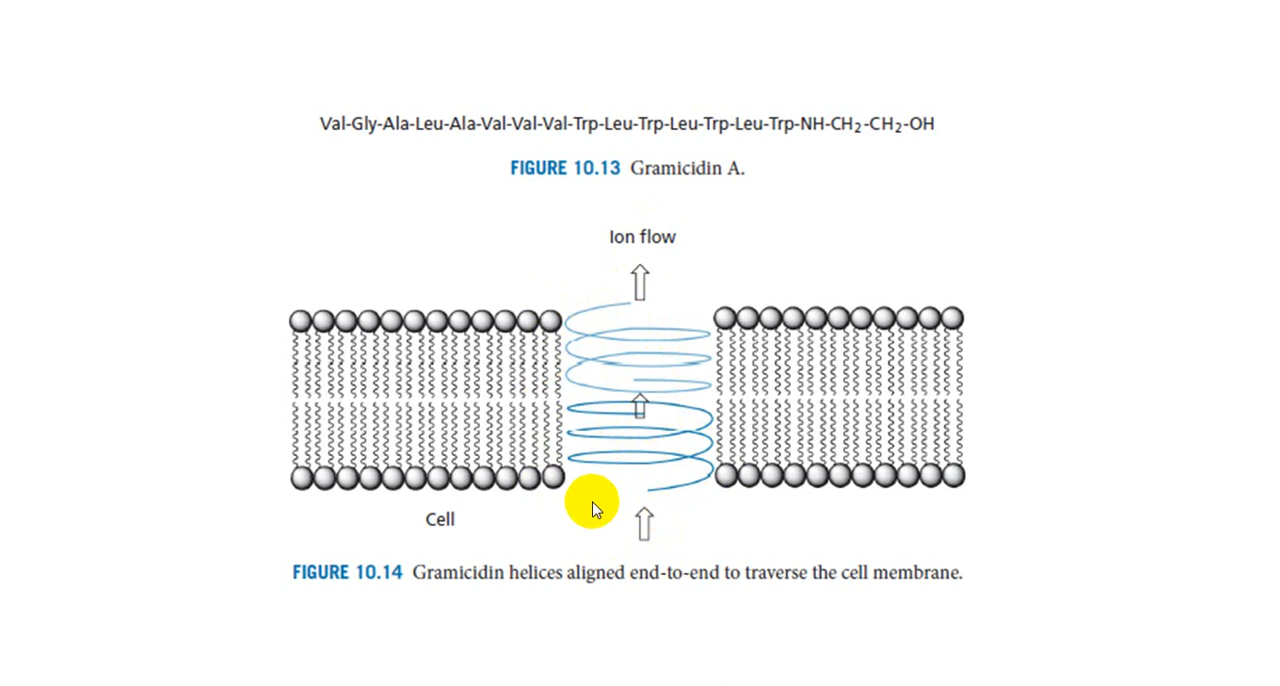 Val-Gly-Ala-Leu-Ala-Val-Val-Val-Trp-Leu-Trp-Leu-Trp-Leu-Trp-NH-CH₂-CH₂-OH
FIGURE 10.13 Gramicidin A.
Ion flow
Cell
FIGURE 10.14 Gramicidin helices aligned end-to-end to traverse the cell membrane.